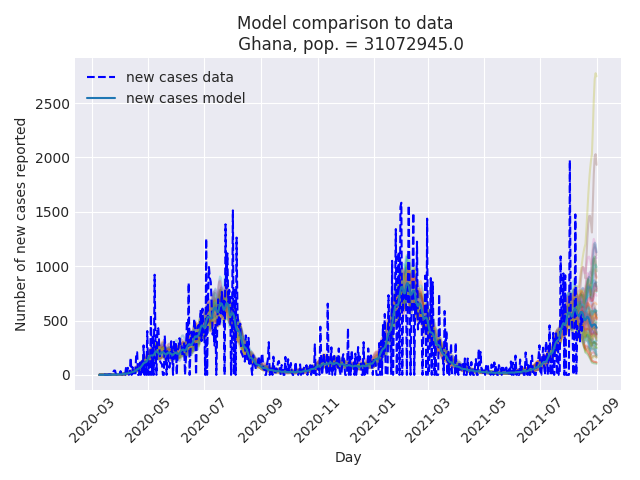 Model comparison to data
Ghana, pop. = 31072945.0
new cases data
new cases model
Number of new cases reported
2500
2000
1500
1000
500
0
2020-03
2020-05
2020-07
2020-09
2020-11
2021-01
2021-03
2021-05
2021-07
2021-09
Day